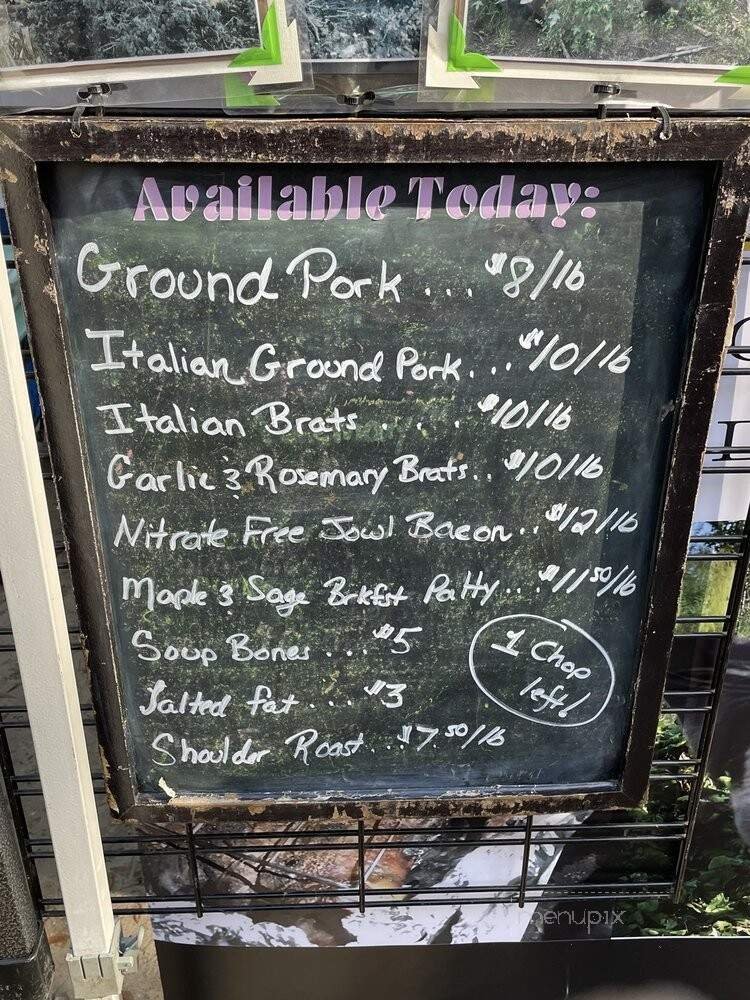 Available Today:
Ground Pork... $8/lb
Italian Ground Pork... $10/lb
Italian Brats.... $10/lb
Garlic & Rosemary Brats.. $10/lb
Nitrate Free Jowl Bacon.. $12/lb
Maple & Sage Brkfst Patty... $11.50/lb
Soup Bones... $5
1 Chop
left!
Salted fat... $3
Shoulder Roast.. $7.50/lb
menupix